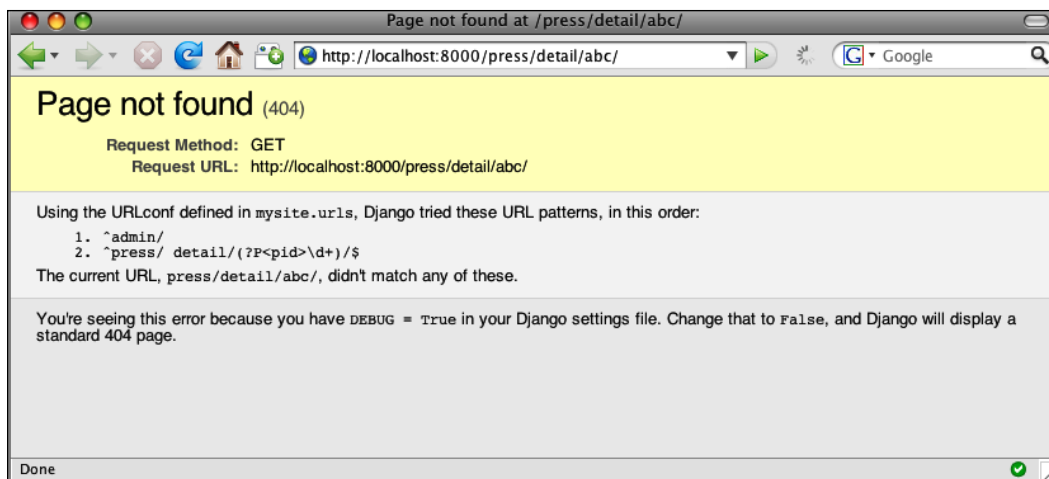 Page not found at /press/detail/abc/
http://localhost:8000/press/detail/abc/ G Google
Page not found (404)
Request Method: GET
Request URL: http://localhost:8000/press/detail/abc/
Using the URLconf defined in mysite.urls, Django tried these URL patterns, in this order:
1. ^admin/
2. ^press/ detail/(?P<pid>\d+)/$
The current URL, press/detail/abc/, didn't match any of these.
You're seeing this error because you have DEBUG = True in your Django settings file. Change that to False, and Django will display a
standard 404 page.
Done